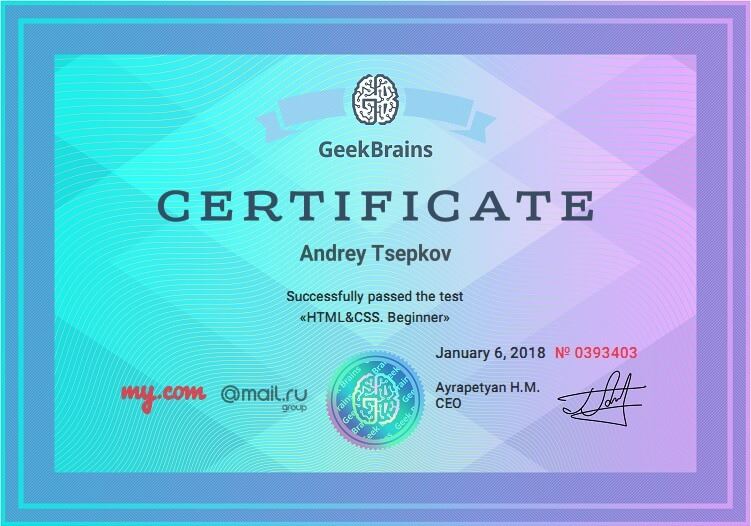 GeekBrains
CERTIFICATE
Andrey Tsepkov
Successfully passed the test
«HTML&CSS. Beginner»
January 6, 2018 № 0393403
my.com @mail.ru group
Ayrapetyan H.M.
CEO